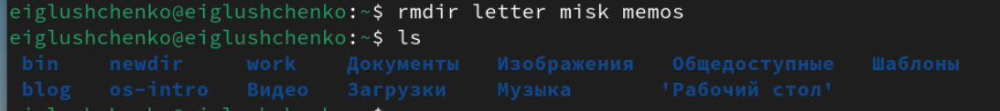 eiglushchenko@eiglushchenko:~$ rmdir letter misk memos
eiglushchenko@eiglushchenko:~$ ls
bin newdir work Документы Изображения Общедоступные Шаблоны
blog os-intro Видео Загрузки Музыка 'Рабочий стол'